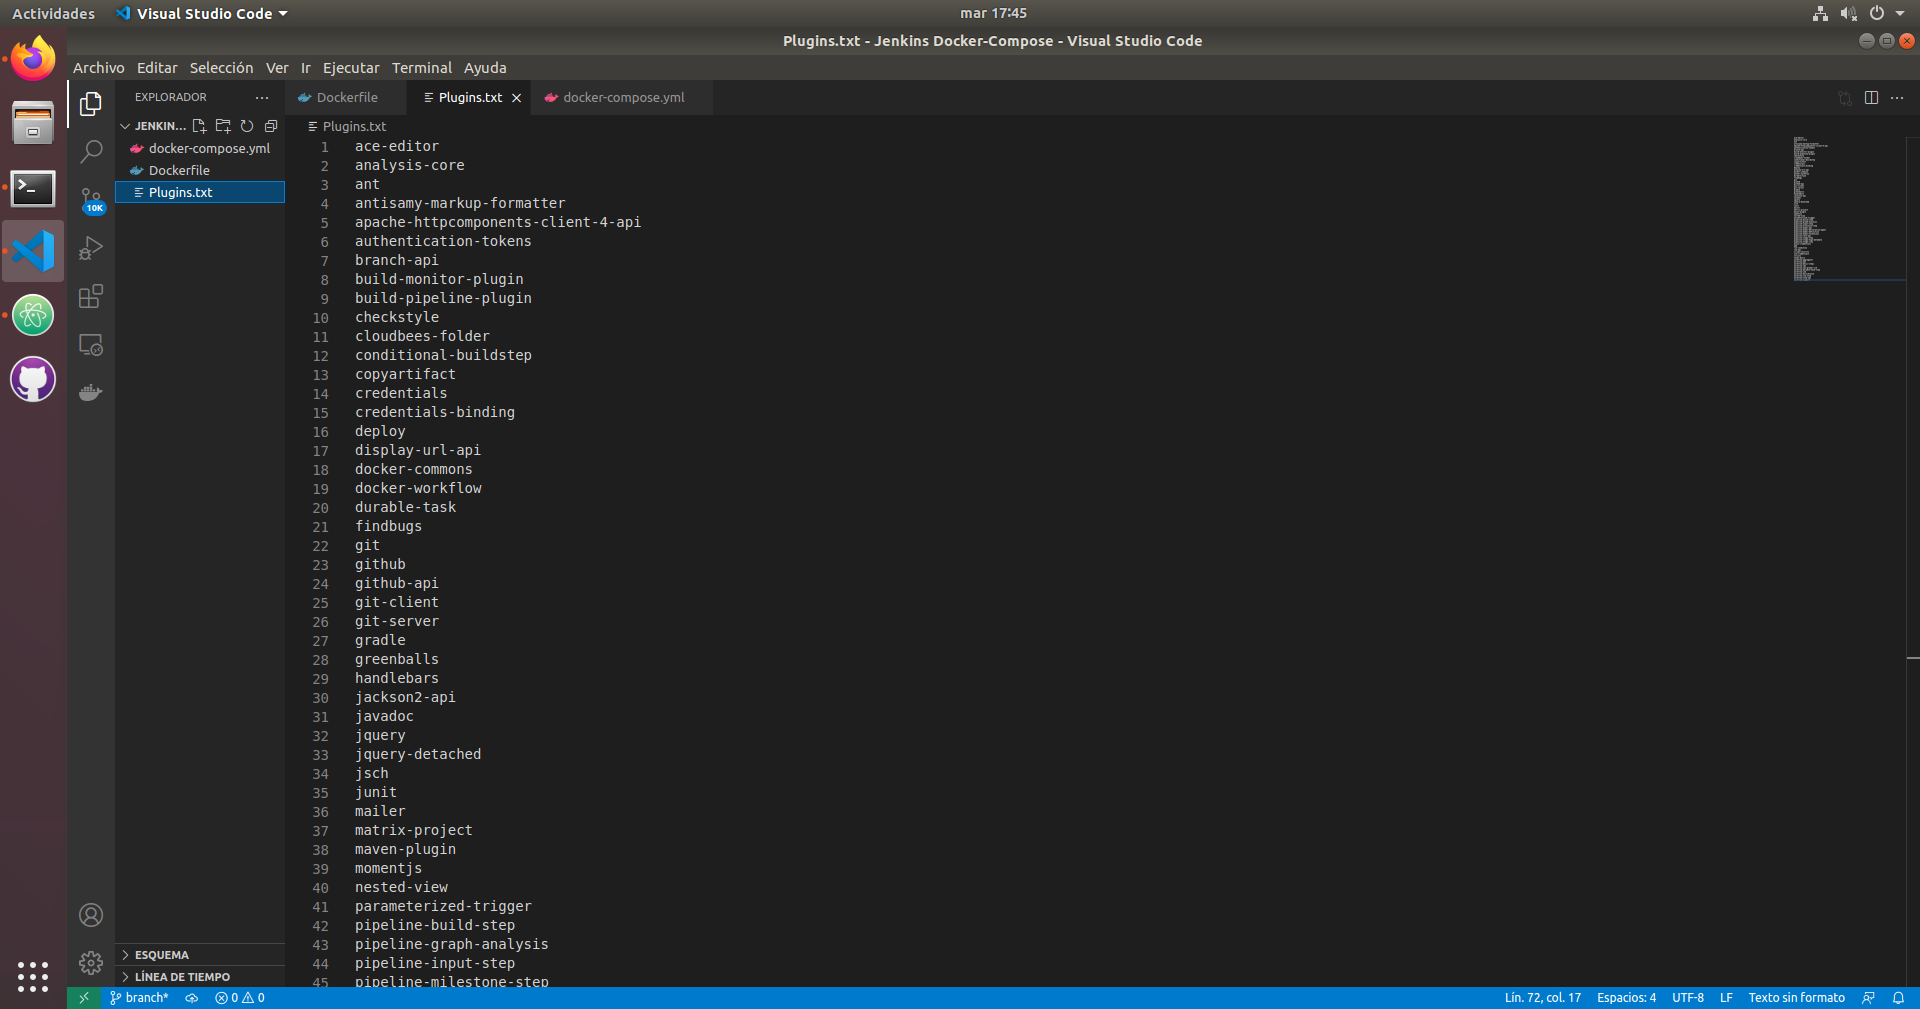 Actividades
Visual Studio Code
mar 17:45
Plugins.txt - Jenkins Docker-Compose - Visual Studio Code
Archivo Editar Selección Ver Ir Ejecutar Terminal Ayuda
EXPLORADOR
Dockerfile
Plugins.txt
docker-compose.yml
JENKIN...
docker-compose.yml
Dockerfile
Plugins.txt
10K
Plugins.txt
1 ace-editor
2 analysis-core
3 ant
4 antisamy-markup-formatter
5 apache-httpcomponents-client-4-api
6 authentication-tokens
7 branch-api
8 build-monitor-plugin
9 build-pipeline-plugin
10 checkstyle
11 cloudbees-folder
12 conditional-buildstep
13 copyartifact
14 credentials
15 credentials-binding
16 deploy
17 display-url-api
18 docker-commons
19 docker-workflow
20 durable-task
21 findbugs
22 git
23 github
24 github-api
25 git-client
26 git-server
27 gradle
28 greenballs
29 handlebars
30 jackson2-api
31 javadoc
32 jquery
33 jquery-detached
34 jsch
35 junit
36 mailer
37 matrix-project
38 maven-plugin
39 momentjs
40 nested-view
41 parameterized-trigger
42 pipeline-build-step
43 pipeline-graph-analysis
44 pipeline-input-step
45 pipeline-milestone-step
ESQUEMA
LÍNEA DE TIEMPO
branch* 0 0
Lín. 72, col. 17 Espacios: 4 UTF-8 LF Texto sin formato